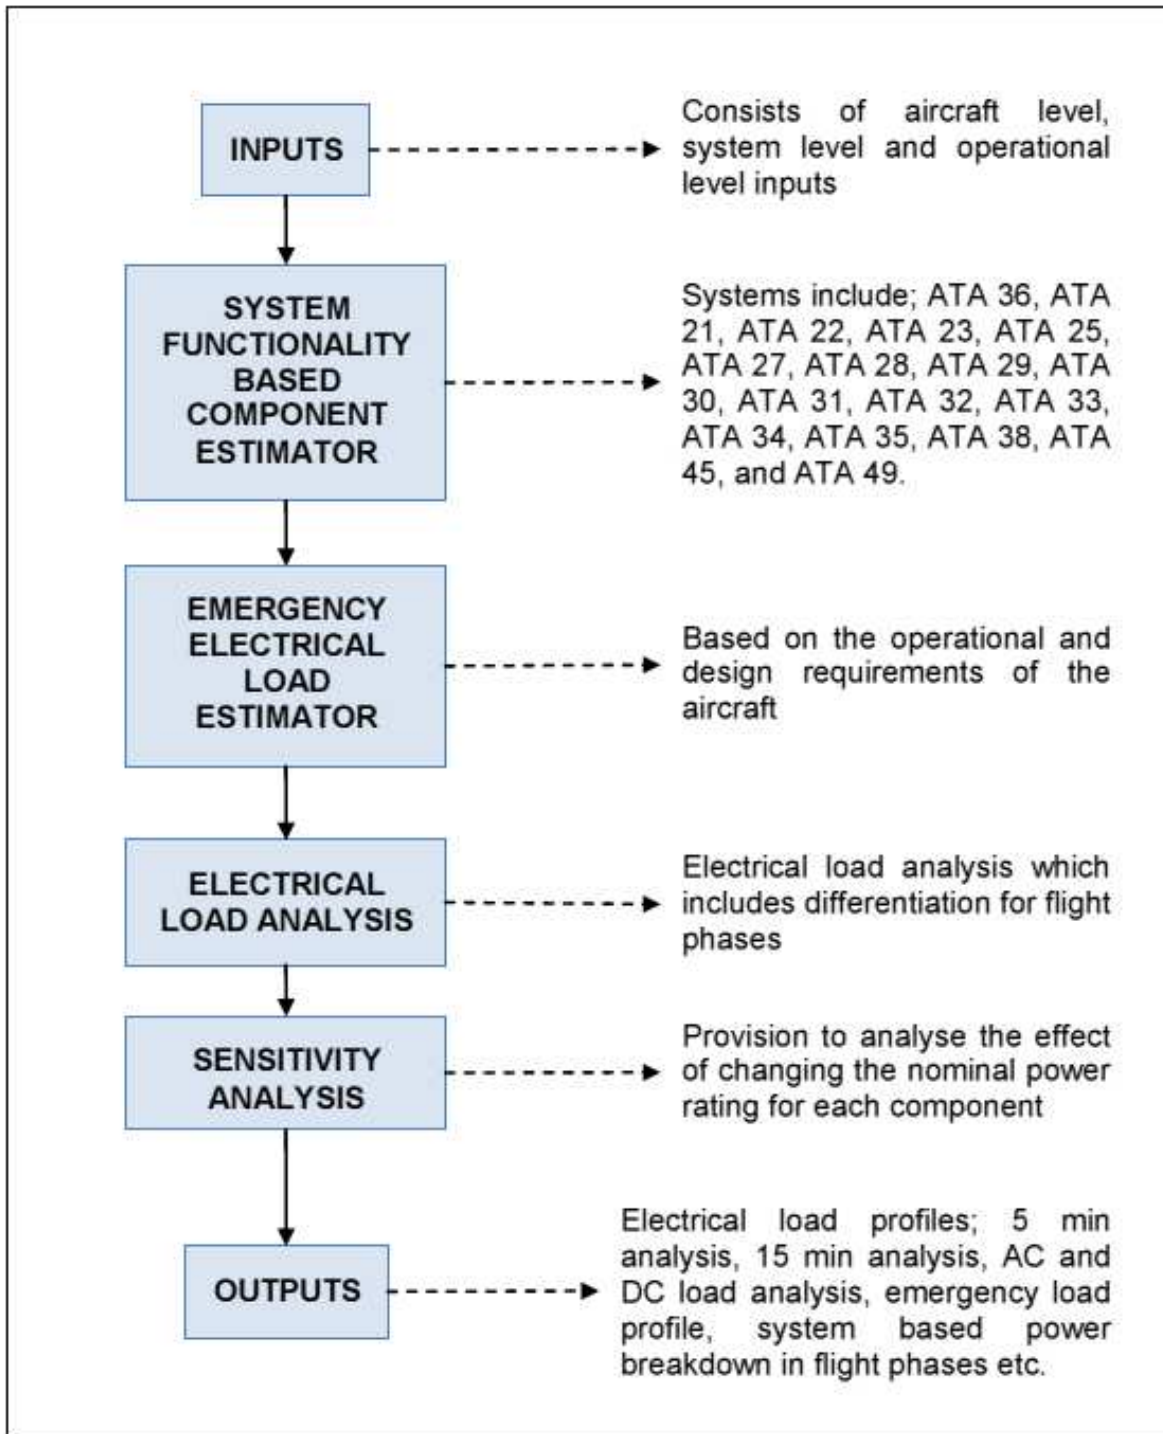 INPUTS
Consists of aircraft level,
system level and operational
level inputs
SYSTEM
FUNCTIONALITY
BASED
COMPONENT
ESTIMATOR
Systems include; ATA 36, ATA
21, ATA 22, ATA 23, ATA 25,
ATA 27, ATA 28, ATA 29, ATA
30, ATA 31, ATA 32, ATA 33,
ATA 34, ATA 35, ATA 38, ATA
45, and ATA 49.
EMERGENCY
ELECTRICAL
LOAD
ESTIMATOR
Based on the operational and
design requirements of the
aircraft
ELECTRICAL
LOAD ANALYSIS
Electrical load analysis which
includes differentiation for flight
phases
SENSITIVITY
ANALYSIS
Provision to analyse the effect
of changing the nominal power
rating for each component
OUTPUTS
Electrical load profiles; 5 min
analysis, 15 min analysis, AC and
DC load analysis, emergency load
profile, system based power
breakdown in flight phases etc.